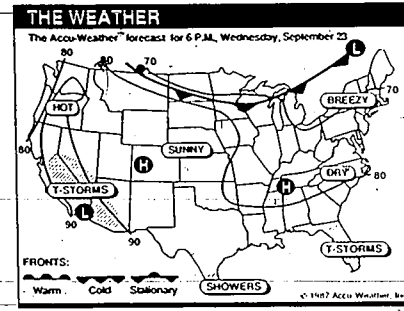 THE WEATHER
The Accu-Weather™ forecast for 6 P.M., Wednesday, September 23
80
80
70
L
HOT
BREEZY
70
SUNNY
80
H
DRY
80
T-STORMS
H
L
90
90
T-STORMS
FRONTS:
Warm Cold Stationary
SHOWERS
© 1987 Accu-Weather, Inc